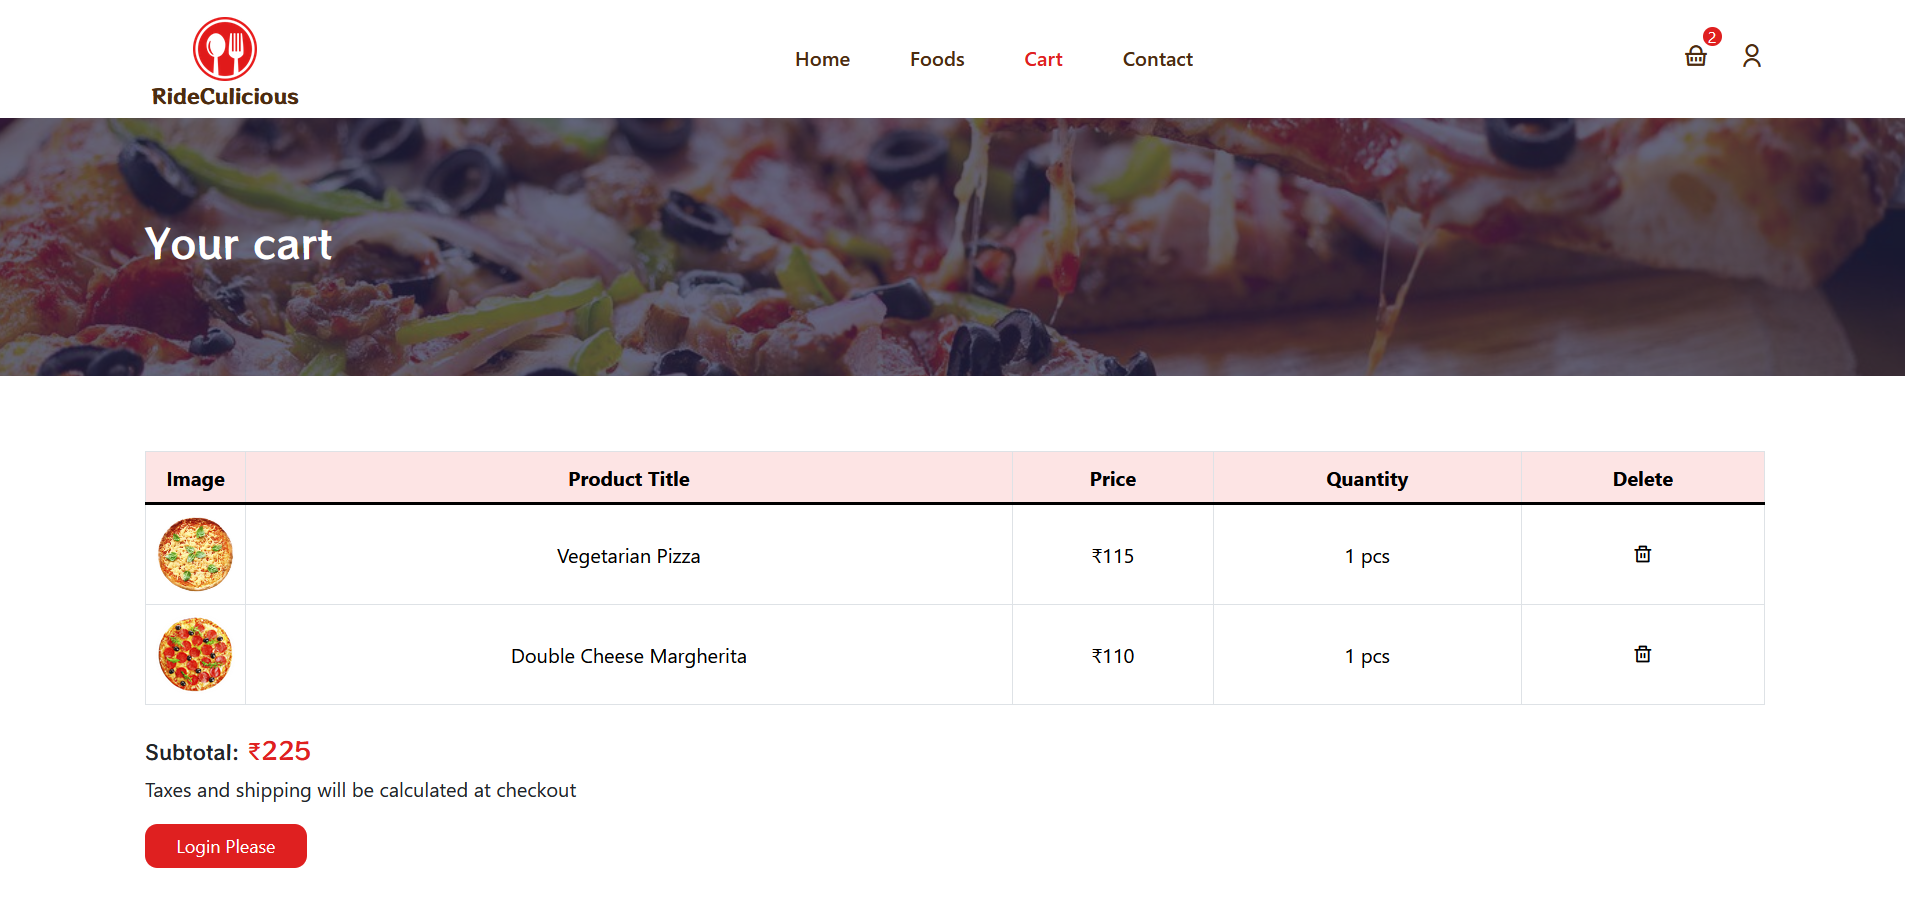 RideCulicious
Home Foods Cart Contact
2
Your cart
Image Product Title Price Quantity Delete
Vegetarian Pizza ₹115 1 pcs
Double Cheese Margherita ₹110 1 pcs
Subtotal: ₹225
Taxes and shipping will be calculated at checkout
Login Please